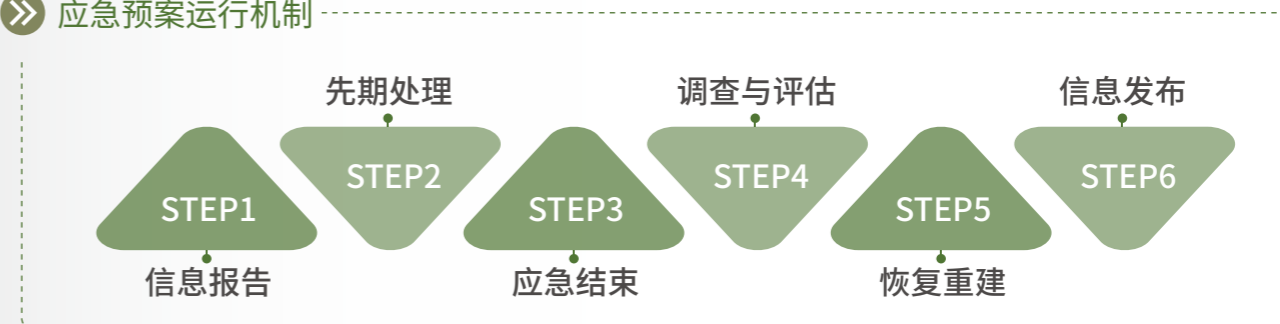 应急预案运行机制
STEP1
信息报告
先期处理
STEP2
STEP3
应急结束
调查与评估
STEP4
STEP5
恢复重建
信息发布
STEP6